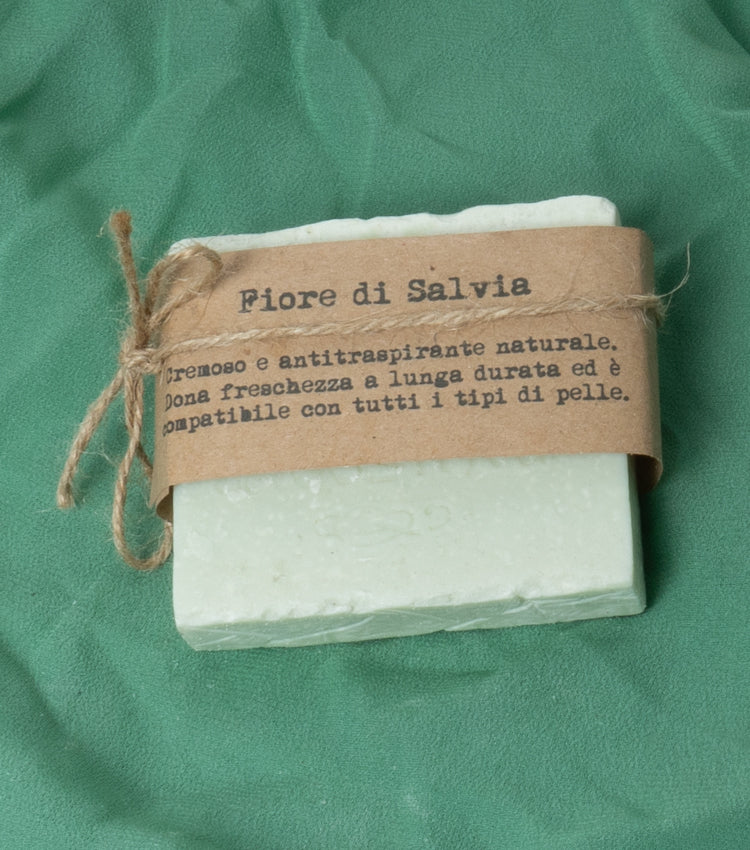 Fiore di Salvia
Cremoso e antitraspirante naturale.
Dona freschezza a lunga durata ed è
compatibile con tutti i tipi di pelle.